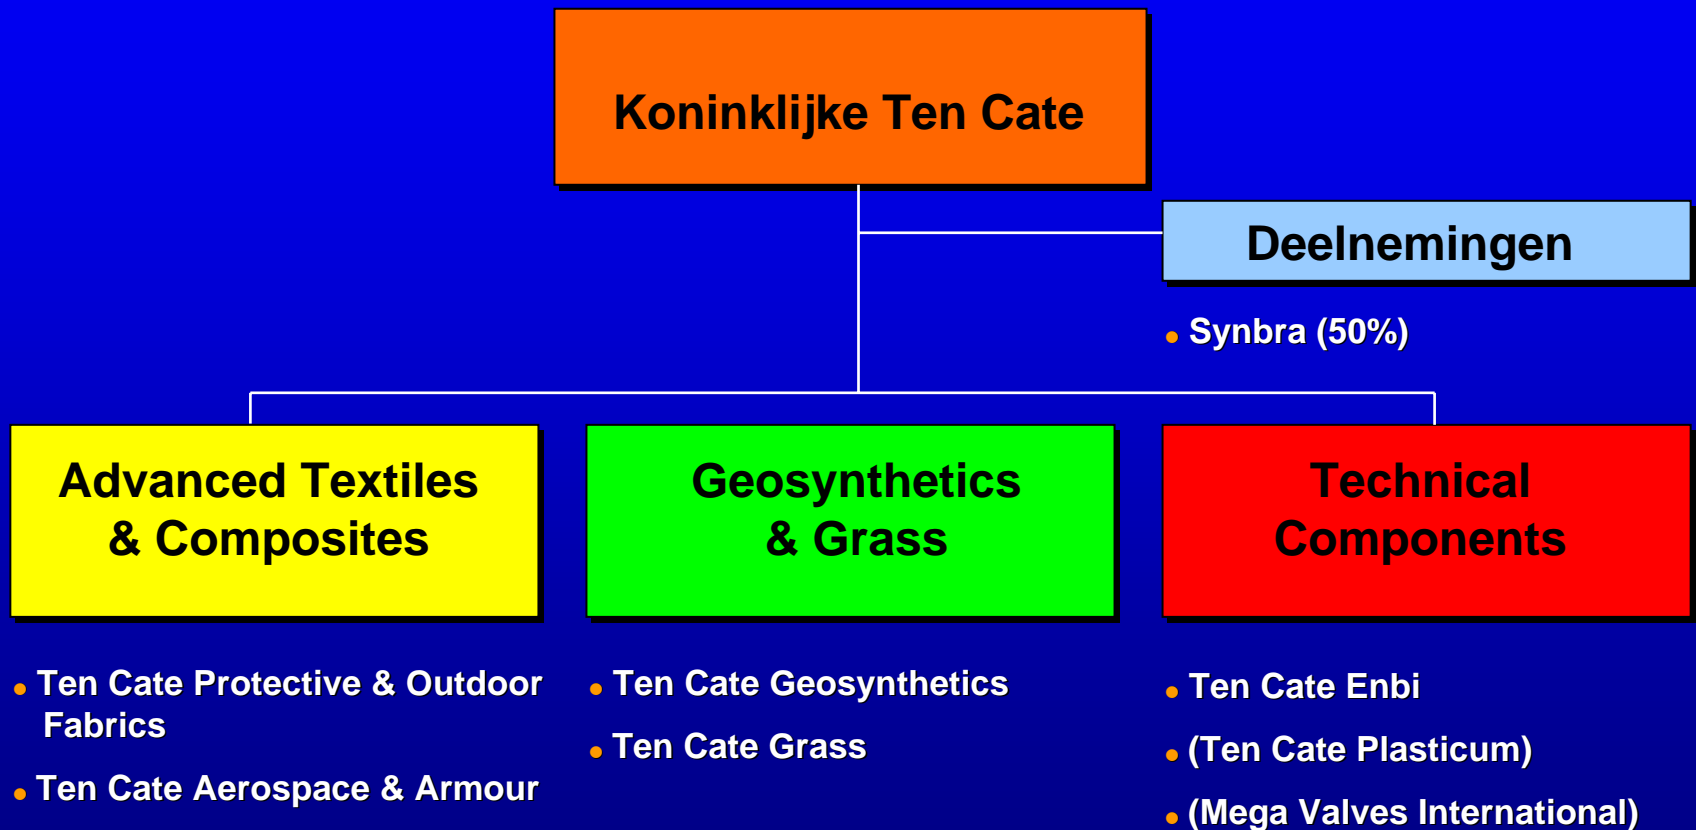 Koninklijke Ten Cate
Deelnemingen
• Synbra (50%)
Advanced Textiles
& Composites
Geosynthetics
& Grass
Technical
Components
• Ten Cate Protective & Outdoor
Fabrics
• Ten Cate Aerospace & Armour
• Ten Cate Geosynthetics
• Ten Cate Grass
• Ten Cate Enbi
• (Ten Cate Plasticum)
• (Mega Valves International)